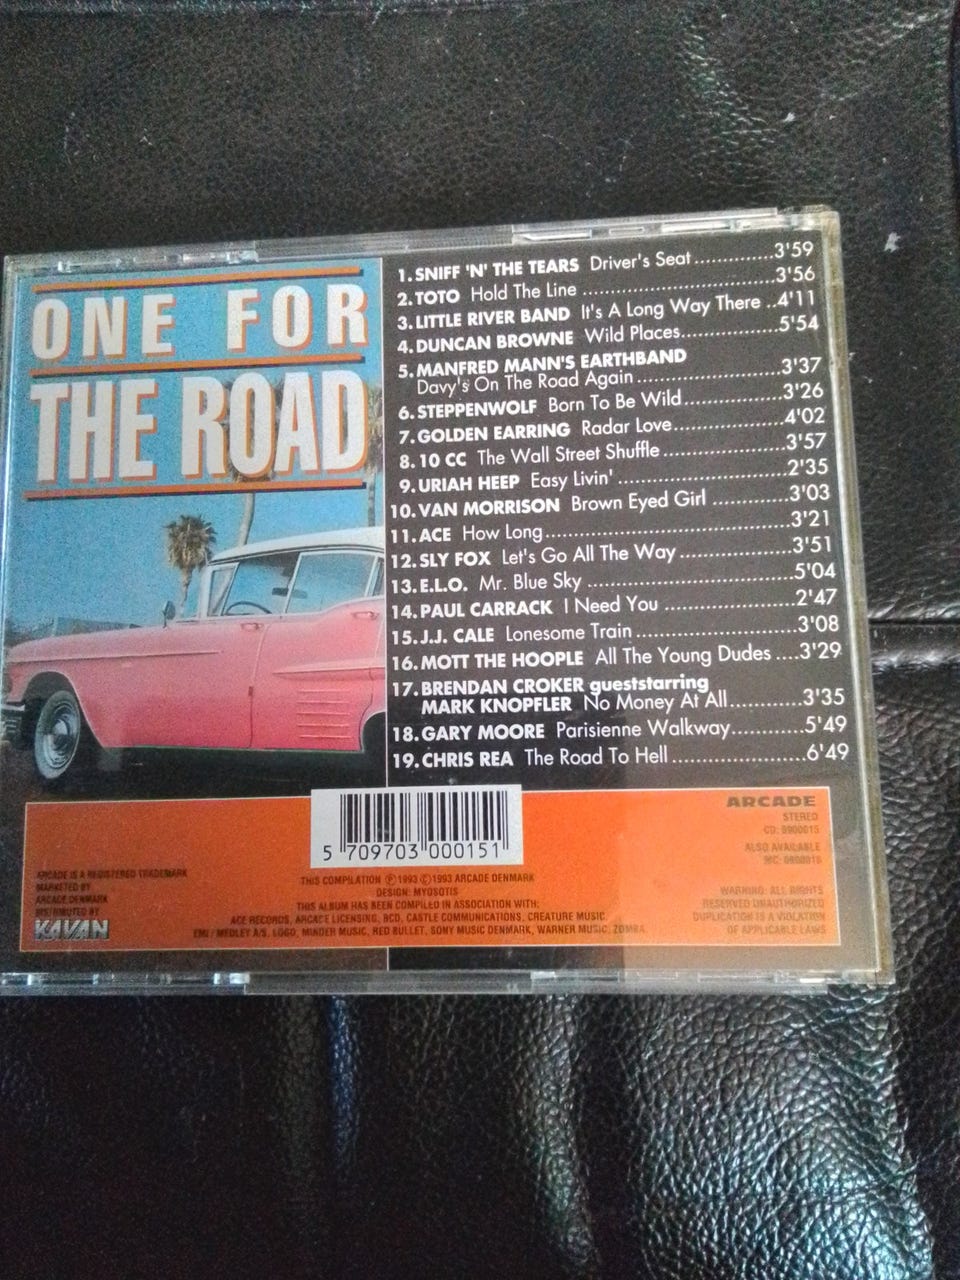 ONE FOR
THE ROAD
1. SNIFF 'N' THE TEARS Driver's Seat..............3'59
2. TOTO Hold The Line ..............3'56
3. LITTLE RIVER BAND It's A Long Way There ..4'11
4. DUNCAN BROWNE Wild Places..............5'54
5. MANFRED MANN'S EARTHBAND
Davy's On The Road Again..............3'37
6. STEPPENWOLF Born To Be Wild..............3'26
7. GOLDEN EARRING Radar Love..............4'02
8. 10 CC The Wall Street Shuffle..............3'57
9. URIAH HEEP Easy Livin' ..............2'35
10. VAN MORRISON Brown Eyed Girl ..............3'03
11. ACE How Long..............3'21
12. SLY FOX Let's Go All The Way ..............3'51
13. E.L.O. Mr. Blue Sky ..............5'04
14. PAUL CARRACK I Need You ..............2'47
15. J.J. CALE Lonesome Train..............3'08
16. MOTT THE HOOPLE All The Young Dudes ....3'29
17. BRENDAN CROKER gueststarring
MARK KNOPFLER No Money At All..............3'35
18. GARY MOORE Parisienne Walkway..............5'49
19. CHRIS REA The Road To Hell..............6'49
ARCADE
STEREO
CD: 9900015
ALSO AVAILABLE
MC: 9800015
WARNING: ALL RIGHTS
RESERVED UNAUTHORIZED
DUPLICATION IS A VIOLATION
OF APPLICABLE LAWS
5 709703 000151
ARCADE IS A REGISTERED TRADEMARK
MARKETED BY
ARCADE DENMARK
DISTRIBUTED BY
KAVAN
THIS COMPILATION Ⓟ 1993 © 1993 ARCADE DENMARK
DESIGN: MYOSOTIS
THIS ALBUM HAS BEEN COMPILED IN ASSOCIATION WITH:
ACE RECORDS, ARCADE LICENSING, BCD, CASTLE COMMUNICATIONS, CREATURE MUSIC,
EMI / MEDLEY A/S, LOGO, MINDER MUSIC, RED BULLET, SONY MUSIC DENMARK, WARNER MUSIC, ZOMBA.